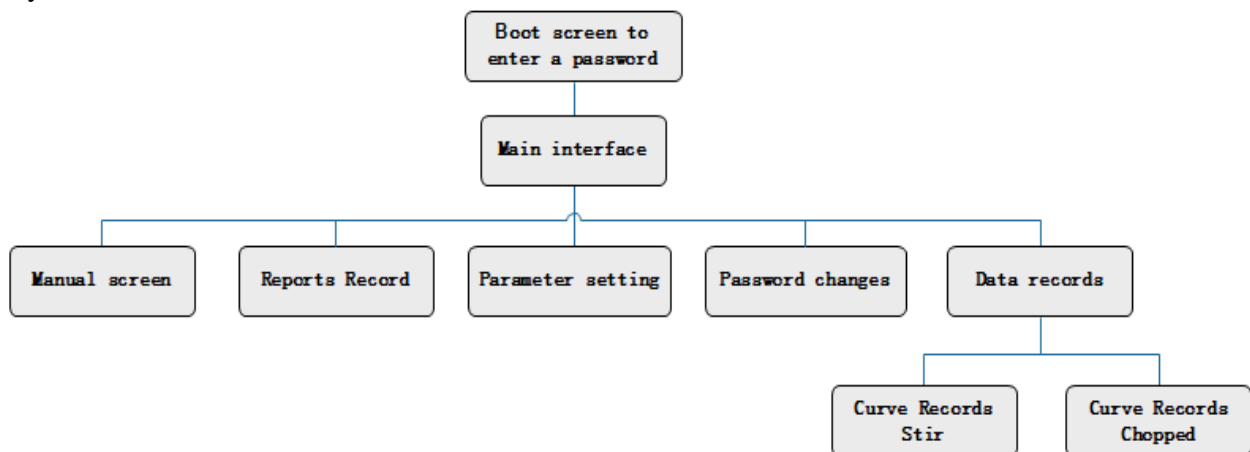 Boot screen to
enter a password
Main interface
Manual screen
Reports Record
Parameter setting
Password changes
Data records
Curve Records
Stir
Curve Records
Chopped